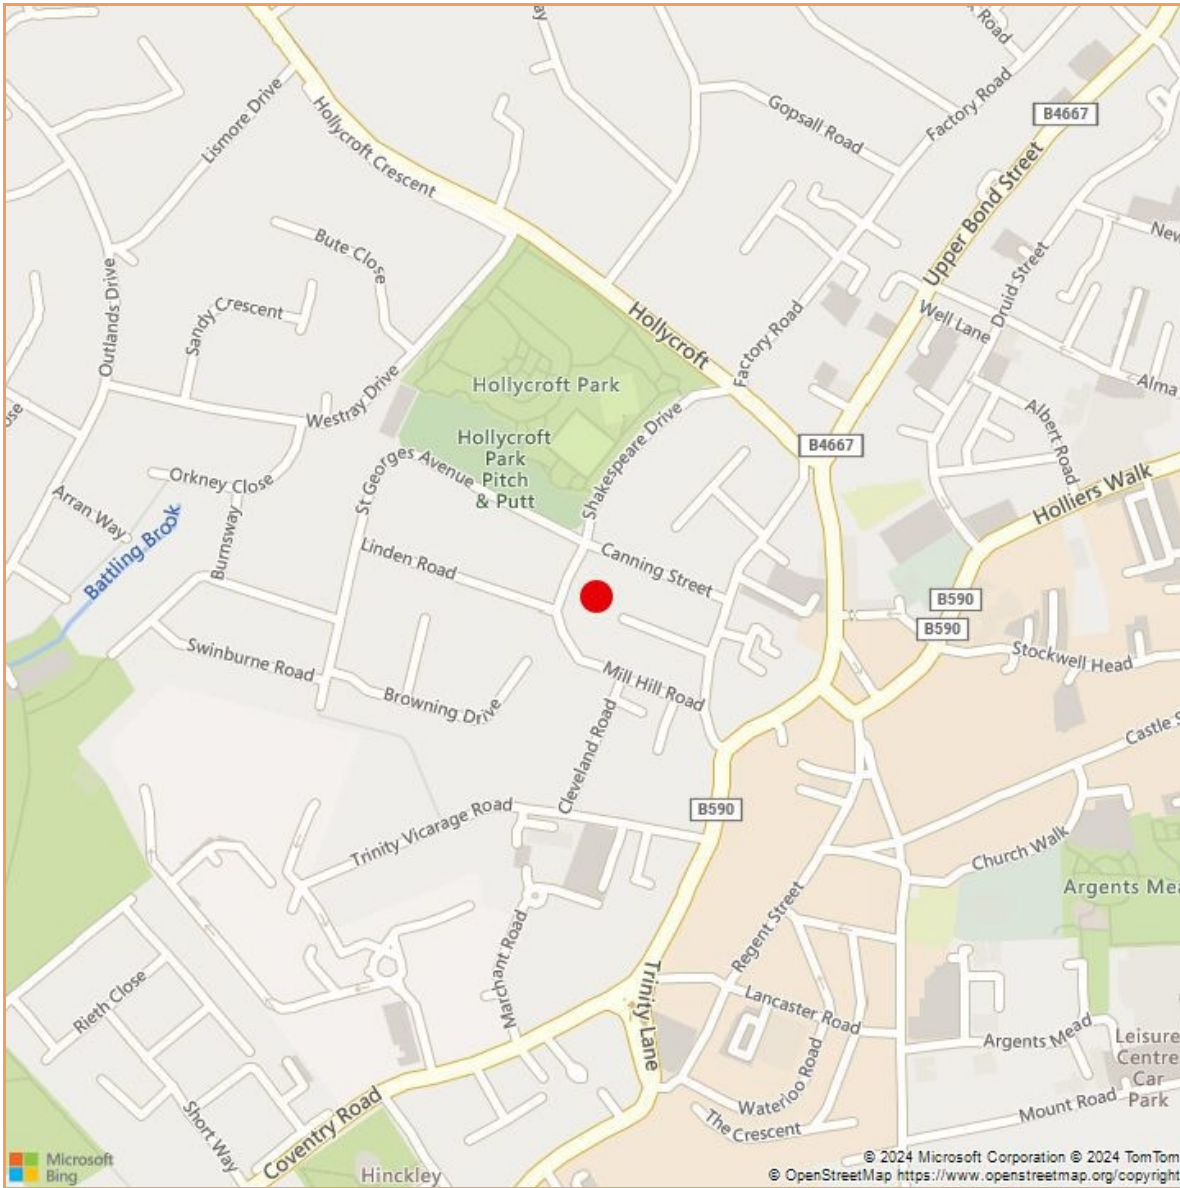 Road
Factory Road
B4667
Gopsall Road
Lismore Drive
Hollycroft Crescent
Upper Bond Street
Bute Close
Druid Street
New
Outlands Drive
Sandy Crescent
Hollycroft
Factory Road
Well Lane
Hollycroft Park
Westray Drive
Alma
Albert Road
Hollycroft
Park
Pitch
& Putt
Shakespeare Drive
B4667
St Georges Avenue
Orkney Close
Holliers Walk
Arran Way
Battling Brook
Burnsway
Linden Road
Canning Street
B590
B590
Swinburne Road
Stockwell Head
Mill Hill Road
Browning Drive
Cleveland Road
Castle S
Trinity Vicarage Road
B590
Church Walk
Argents Mea
Regent Street
Marchant Road
Trinity Lane
Rieth Close
Lancaster Road
Argents Mead
Leisure
Centre
Car
Park
Waterloo Road
Mount Road
The Crescent
Short Way
Coventry Road
Hinckley
Microsoft
Bing
© 2024 Microsoft Corporation © 2024 TomTom
© OpenStreetMap https://www.openstreetmap.org/copyright